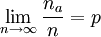 lim_{n→∞} n_a/n = p